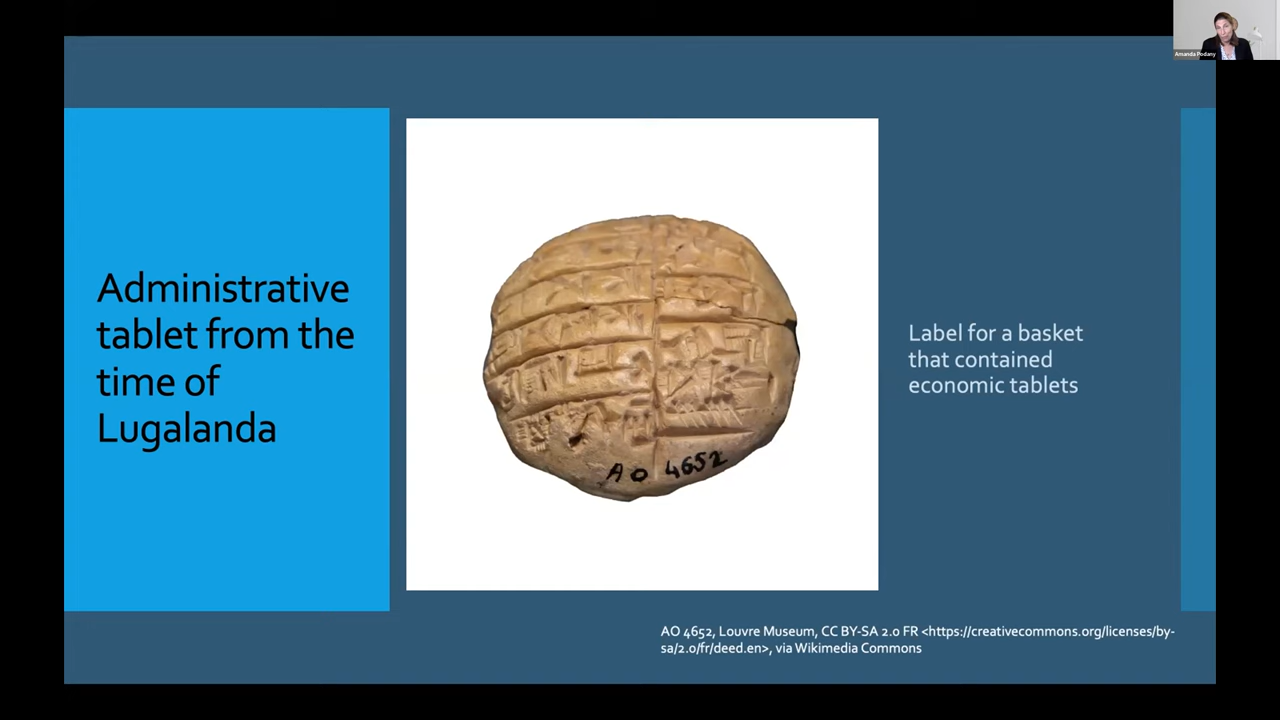 Amanda Podany
Administrative
tablet from the
time of
Lugalanda
AO 4652
Label for a basket
that contained
economic tablets
AO 4652, Louvre Museum, CC BY-SA 2.0 FR <https://creativecommons.org/licenses/by-
sa/2.0/fr/deed.en>, via Wikimedia Commons